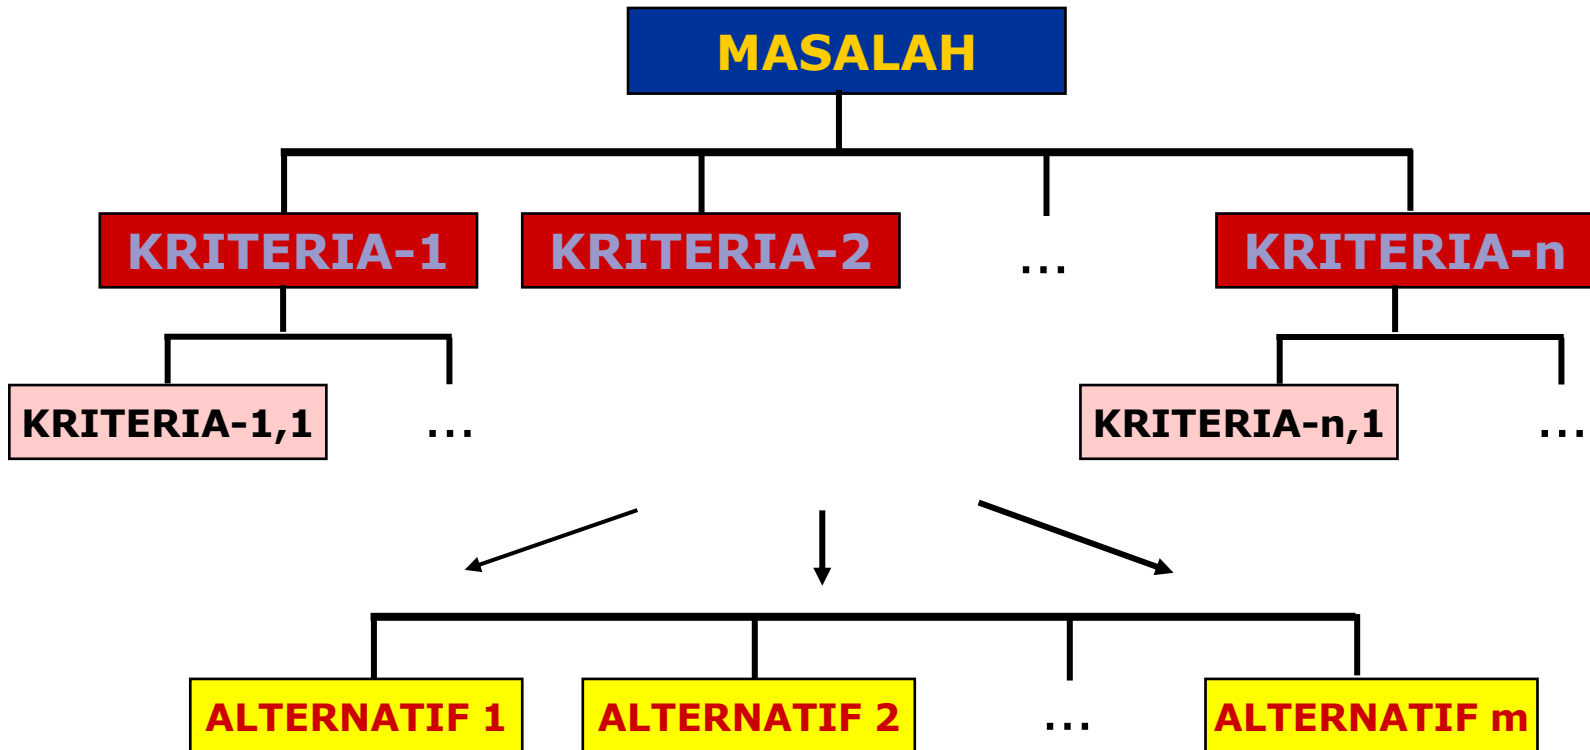 MASALAH
KRITERIA-1 KRITERIA-2 ... KRITERIA-n
KRITERIA-1,1 ... KRITERIA-n,1 ...
ALTERNATIF 1 ALTERNATIF 2 ... ALTERNATIF m